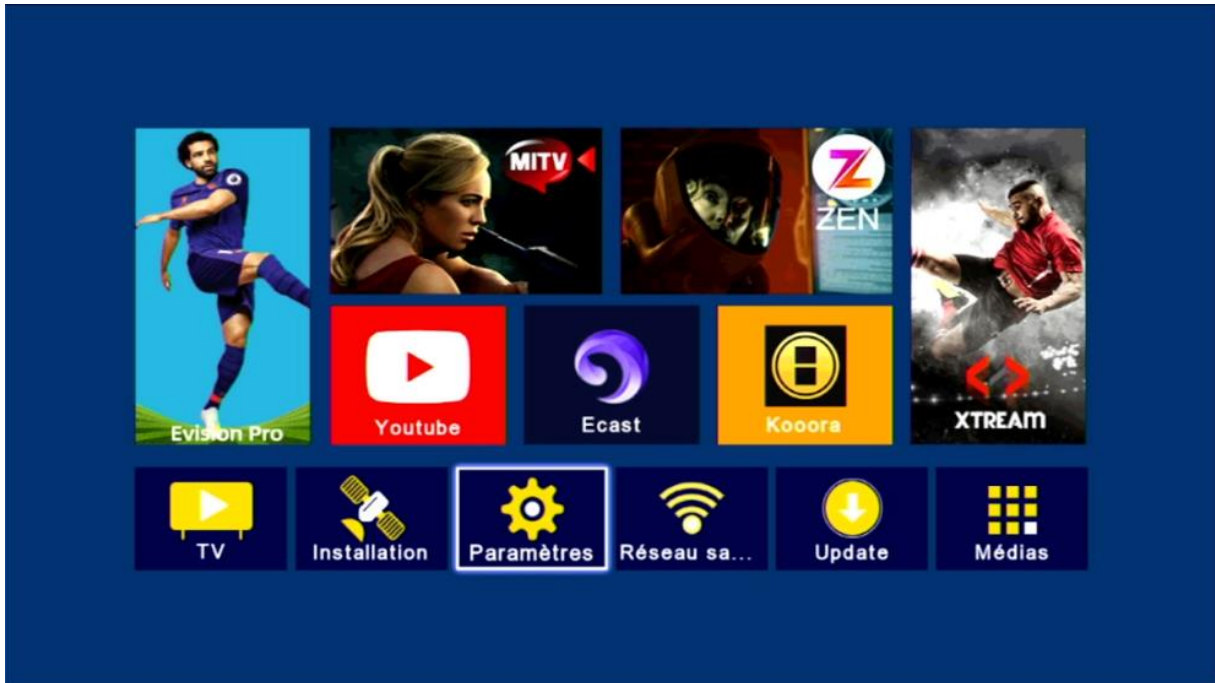 MITV
Z
ZEN
Evision Pro
Youtube
Ecast
Kooora
XTREAM
TV
Installation
Paramètres
Réseau sa...
Update
Médias